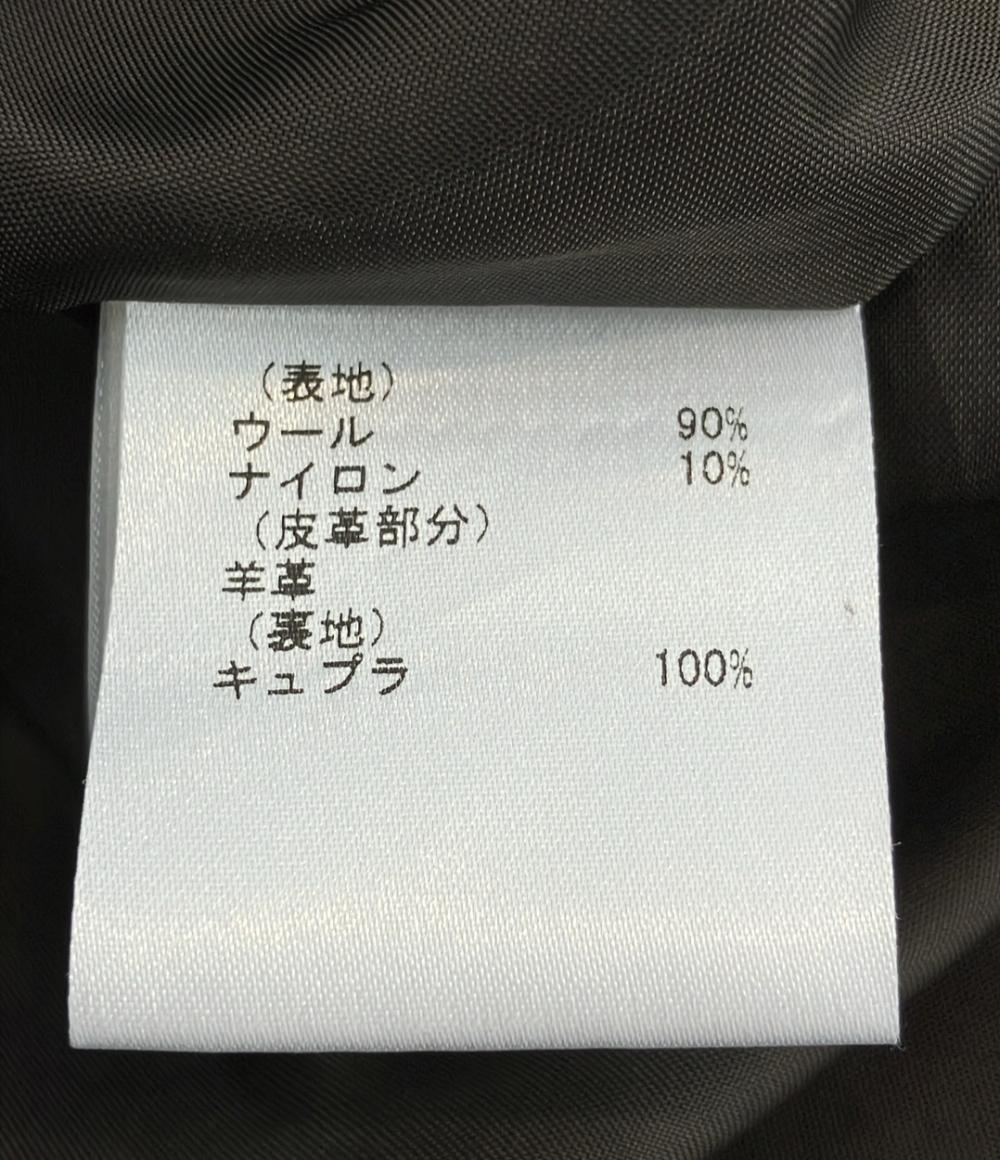 （表地）
ウール 90%
ナイロン 10%
（皮革部分）
羊革
（裏地）
キュプラ 100%